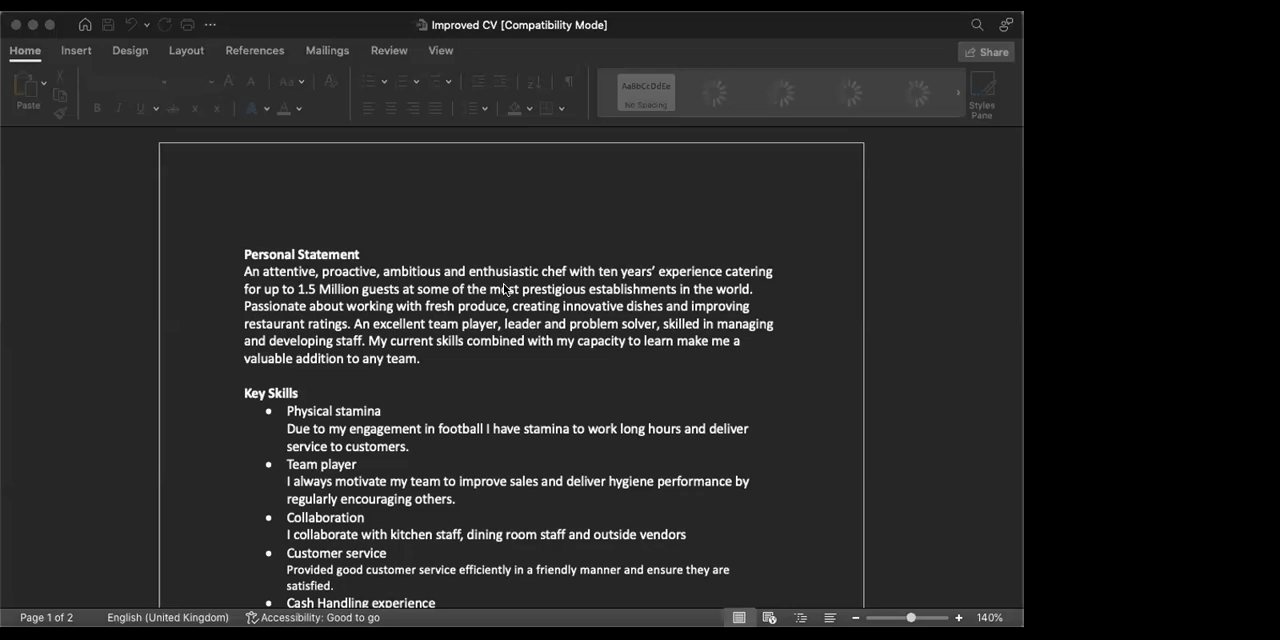 Improved CV [Compatibility Mode]
Home Insert Design Layout References Mailings Review View Share
Paste
Aa
B I U ab x x A A
AaBbCcDdEe
No Spacing
Styles
Pane
Personal Statement
An attentive, proactive, ambitious and enthusiastic chef with ten years’ experience catering
for up to 1.5 Million guests at some of the most prestigious establishments in the world.
Passionate about working with fresh produce, creating innovative dishes and improving
restaurant ratings. An excellent team player, leader and problem solver, skilled in managing
and developing staff. My current skills combined with my capacity to learn make me a
valuable addition to any team.
Key Skills
• Physical stamina
Due to my engagement in football I have stamina to work long hours and deliver
service to customers.
• Team player
I always motivate my team to improve sales and deliver hygiene performance by
regularly encouraging others.
• Collaboration
I collaborate with kitchen staff, dining room staff and outside vendors
• Customer service
Provided good customer service efficiently in a friendly manner and ensure they are
satisfied.
• Cash Handling experience
Page 1 of 2 English (United Kingdom) Accessibility: Good to go 140%